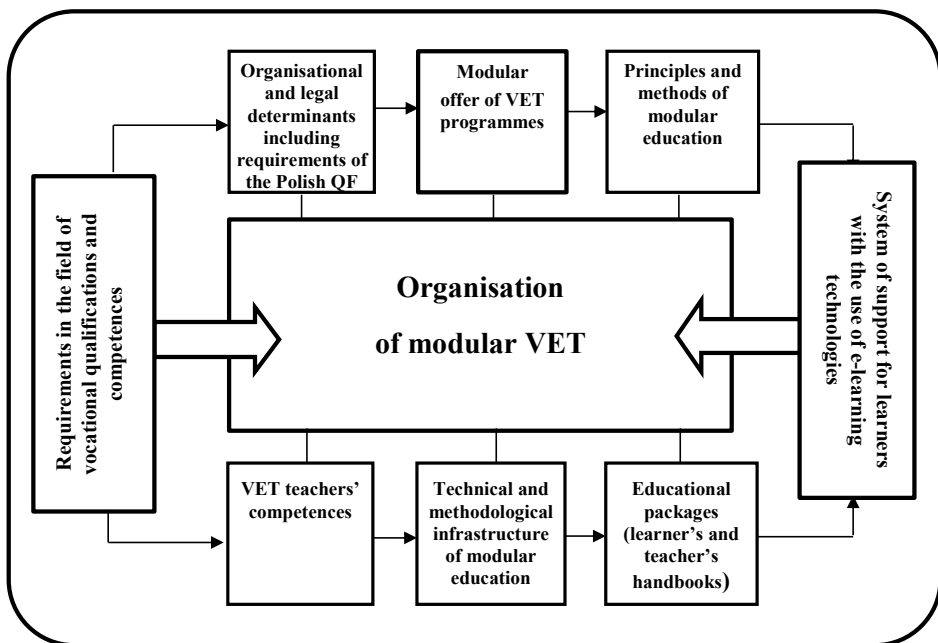 Organisational
and legal
determinants
including
requirements of
the Polish QF
Modular
offer of VET
programmes
Principles and
methods of
modular
education
Requirements in the field of
vocational qualifications and
competences
Organisation
of modular VET
System of support for learners
with the use of e-learning
technologies
VET teachers’
competences
Technical and
methodological
infrastructure
of modular
education
Educational
packages
(learner’s and
teacher’s
handbooks)